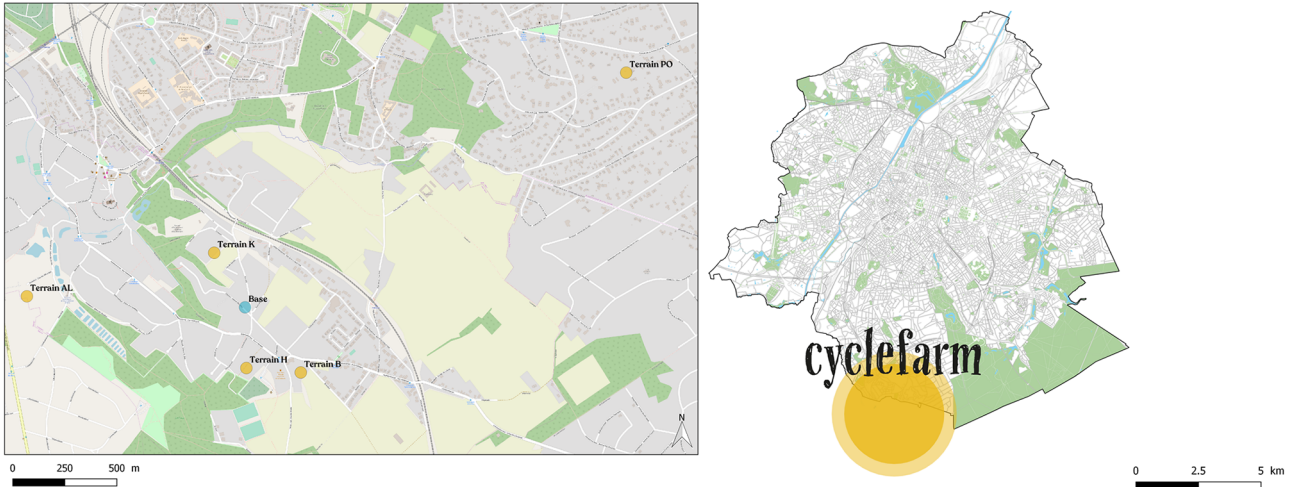 Terrain PO
Terrain K
Terrain AL
Base
Terrain H
Terrain B
N
0 250 500 m
cyclefarm
0 2.5 5 km